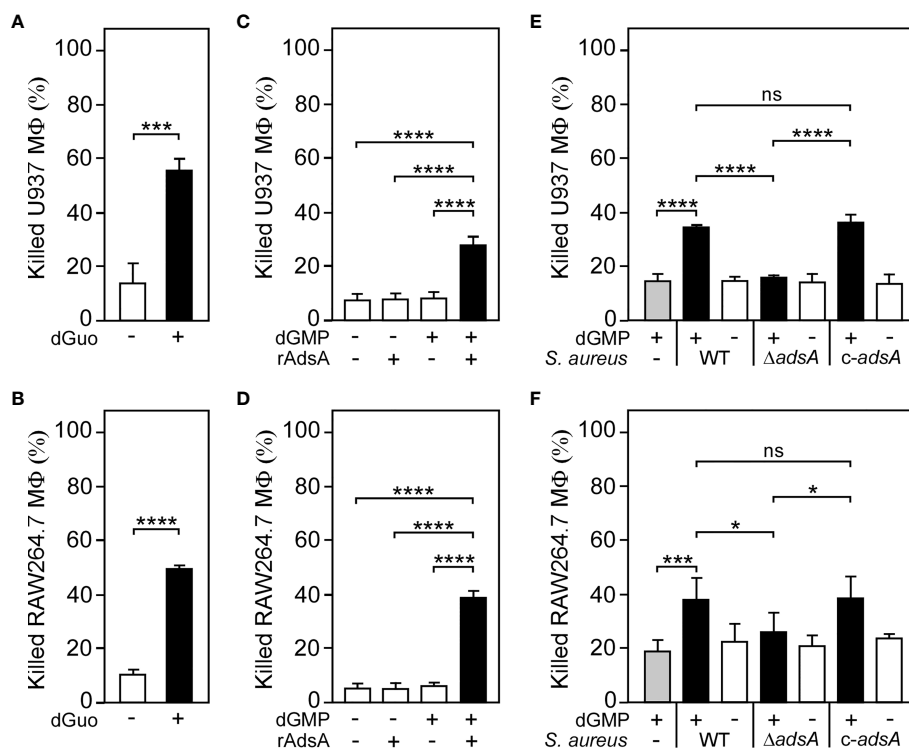 A
Killed U937 MΦ (%)
100
80
60
40
20
0
***
dGuo - +
C
Killed U937 MΦ (%)
100
80
60
40
20
0
****
****
****
dGMP - - + +
rAdsA - + - +
E
Killed U937 MΦ (%)
100
80
60
40
20
0
ns
****
****
****
dGMP + + - + - + -
S. aureus - WT ΔadsA c-adsA
B
Killed RAW264.7 MΦ (%)
100
80
60
40
20
0
****
dGuo - +
D
Killed RAW264.7 MΦ (%)
100
80
60
40
20
0
****
****
****
dGMP - - + +
rAdsA - + - +
F
Killed RAW264.7 MΦ (%)
100
80
60
40
20
0
ns
*
*
***
dGMP + + - + - + -
S. aureus - WT ΔadsA c-adsA